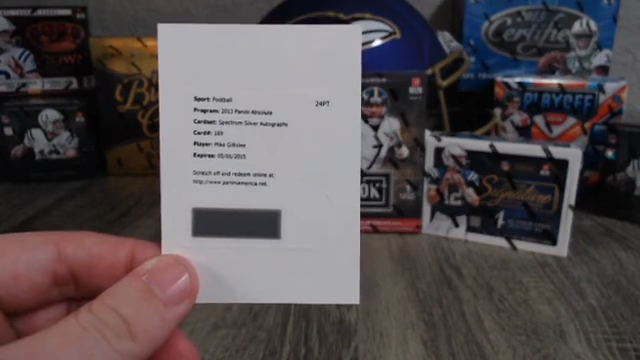 Sport: Football
24PT
Program: 2013 Panini Absolute
Cardset: Spectrum Silver Autographs
Card#: 169
Player: Mike Gillislee
Expires: 05/01/2015
Scratch off and redeem online at:
http://www.paniniamerica.net.
Certified
PLAYOFF
Signature